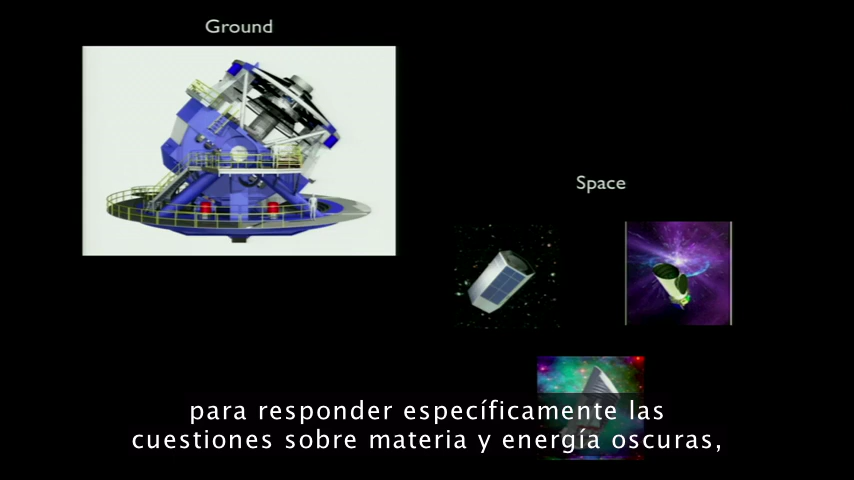 Ground
Space
para responder específicamente las
cuestiones sobre materia y energía oscuras,